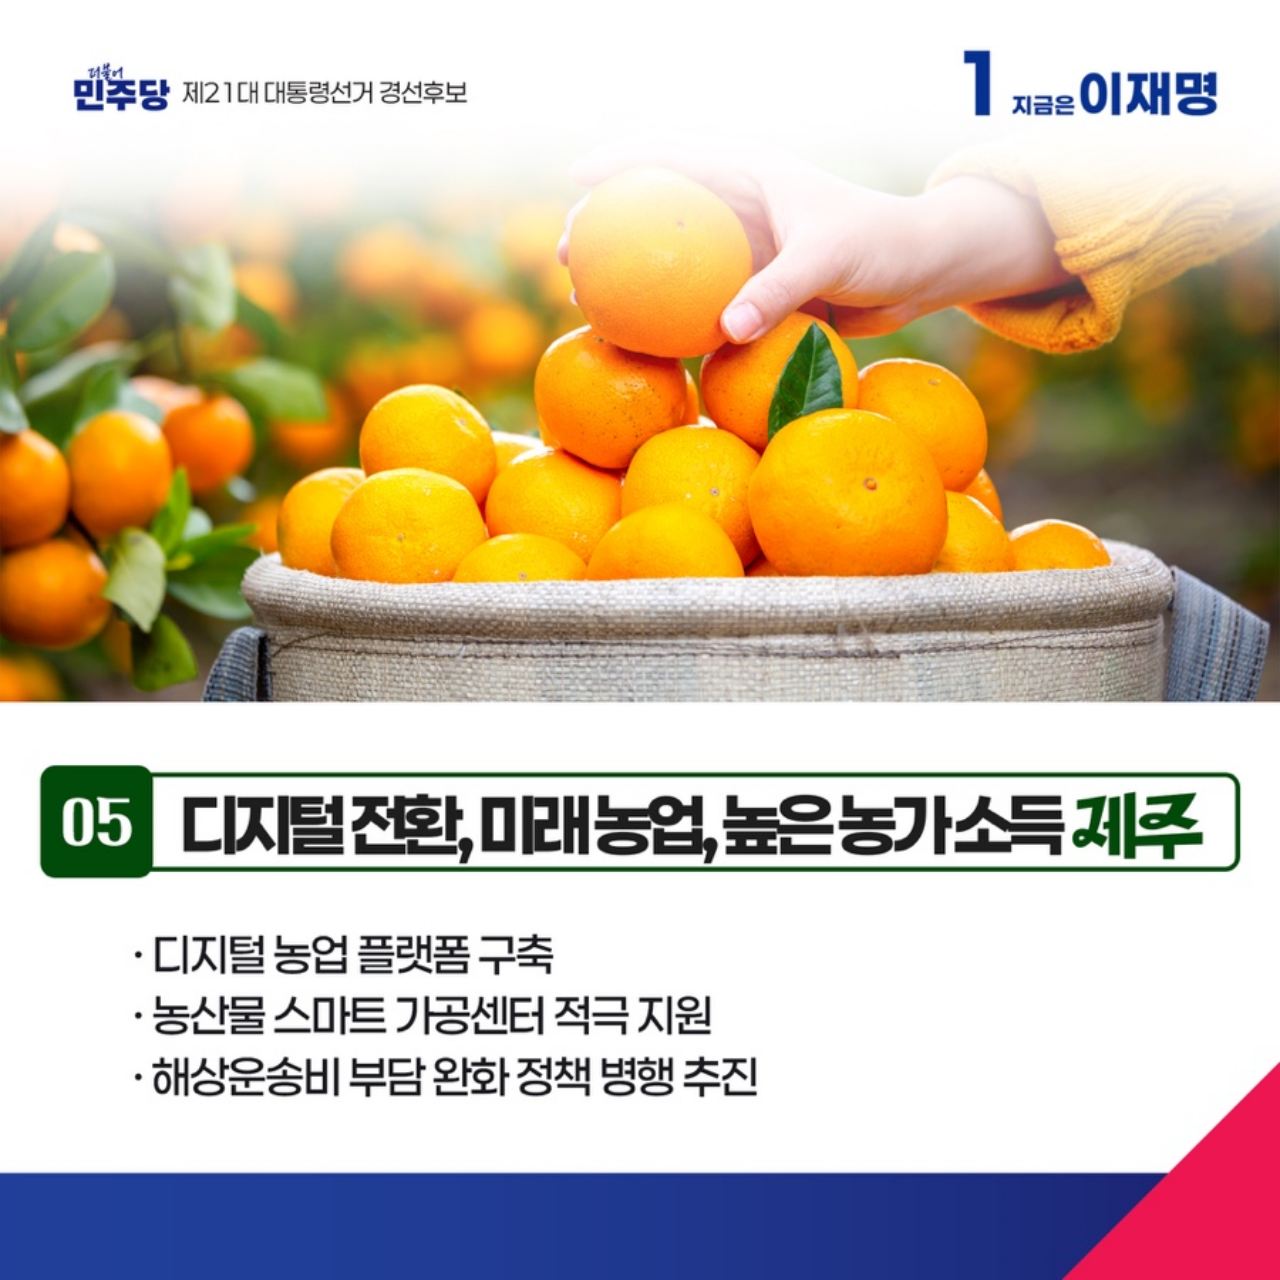 더불어
민주당 제21대 대통령선거 경선후보
1 지금은 이재명
05 디지털 전환, 미래 농업, 높은 농가 소득 제주
· 디지털 농업 플랫폼 구축
· 농산물 스마트 가공센터 적극 지원
· 해상운송비 부담 완화 정책 병행 추진